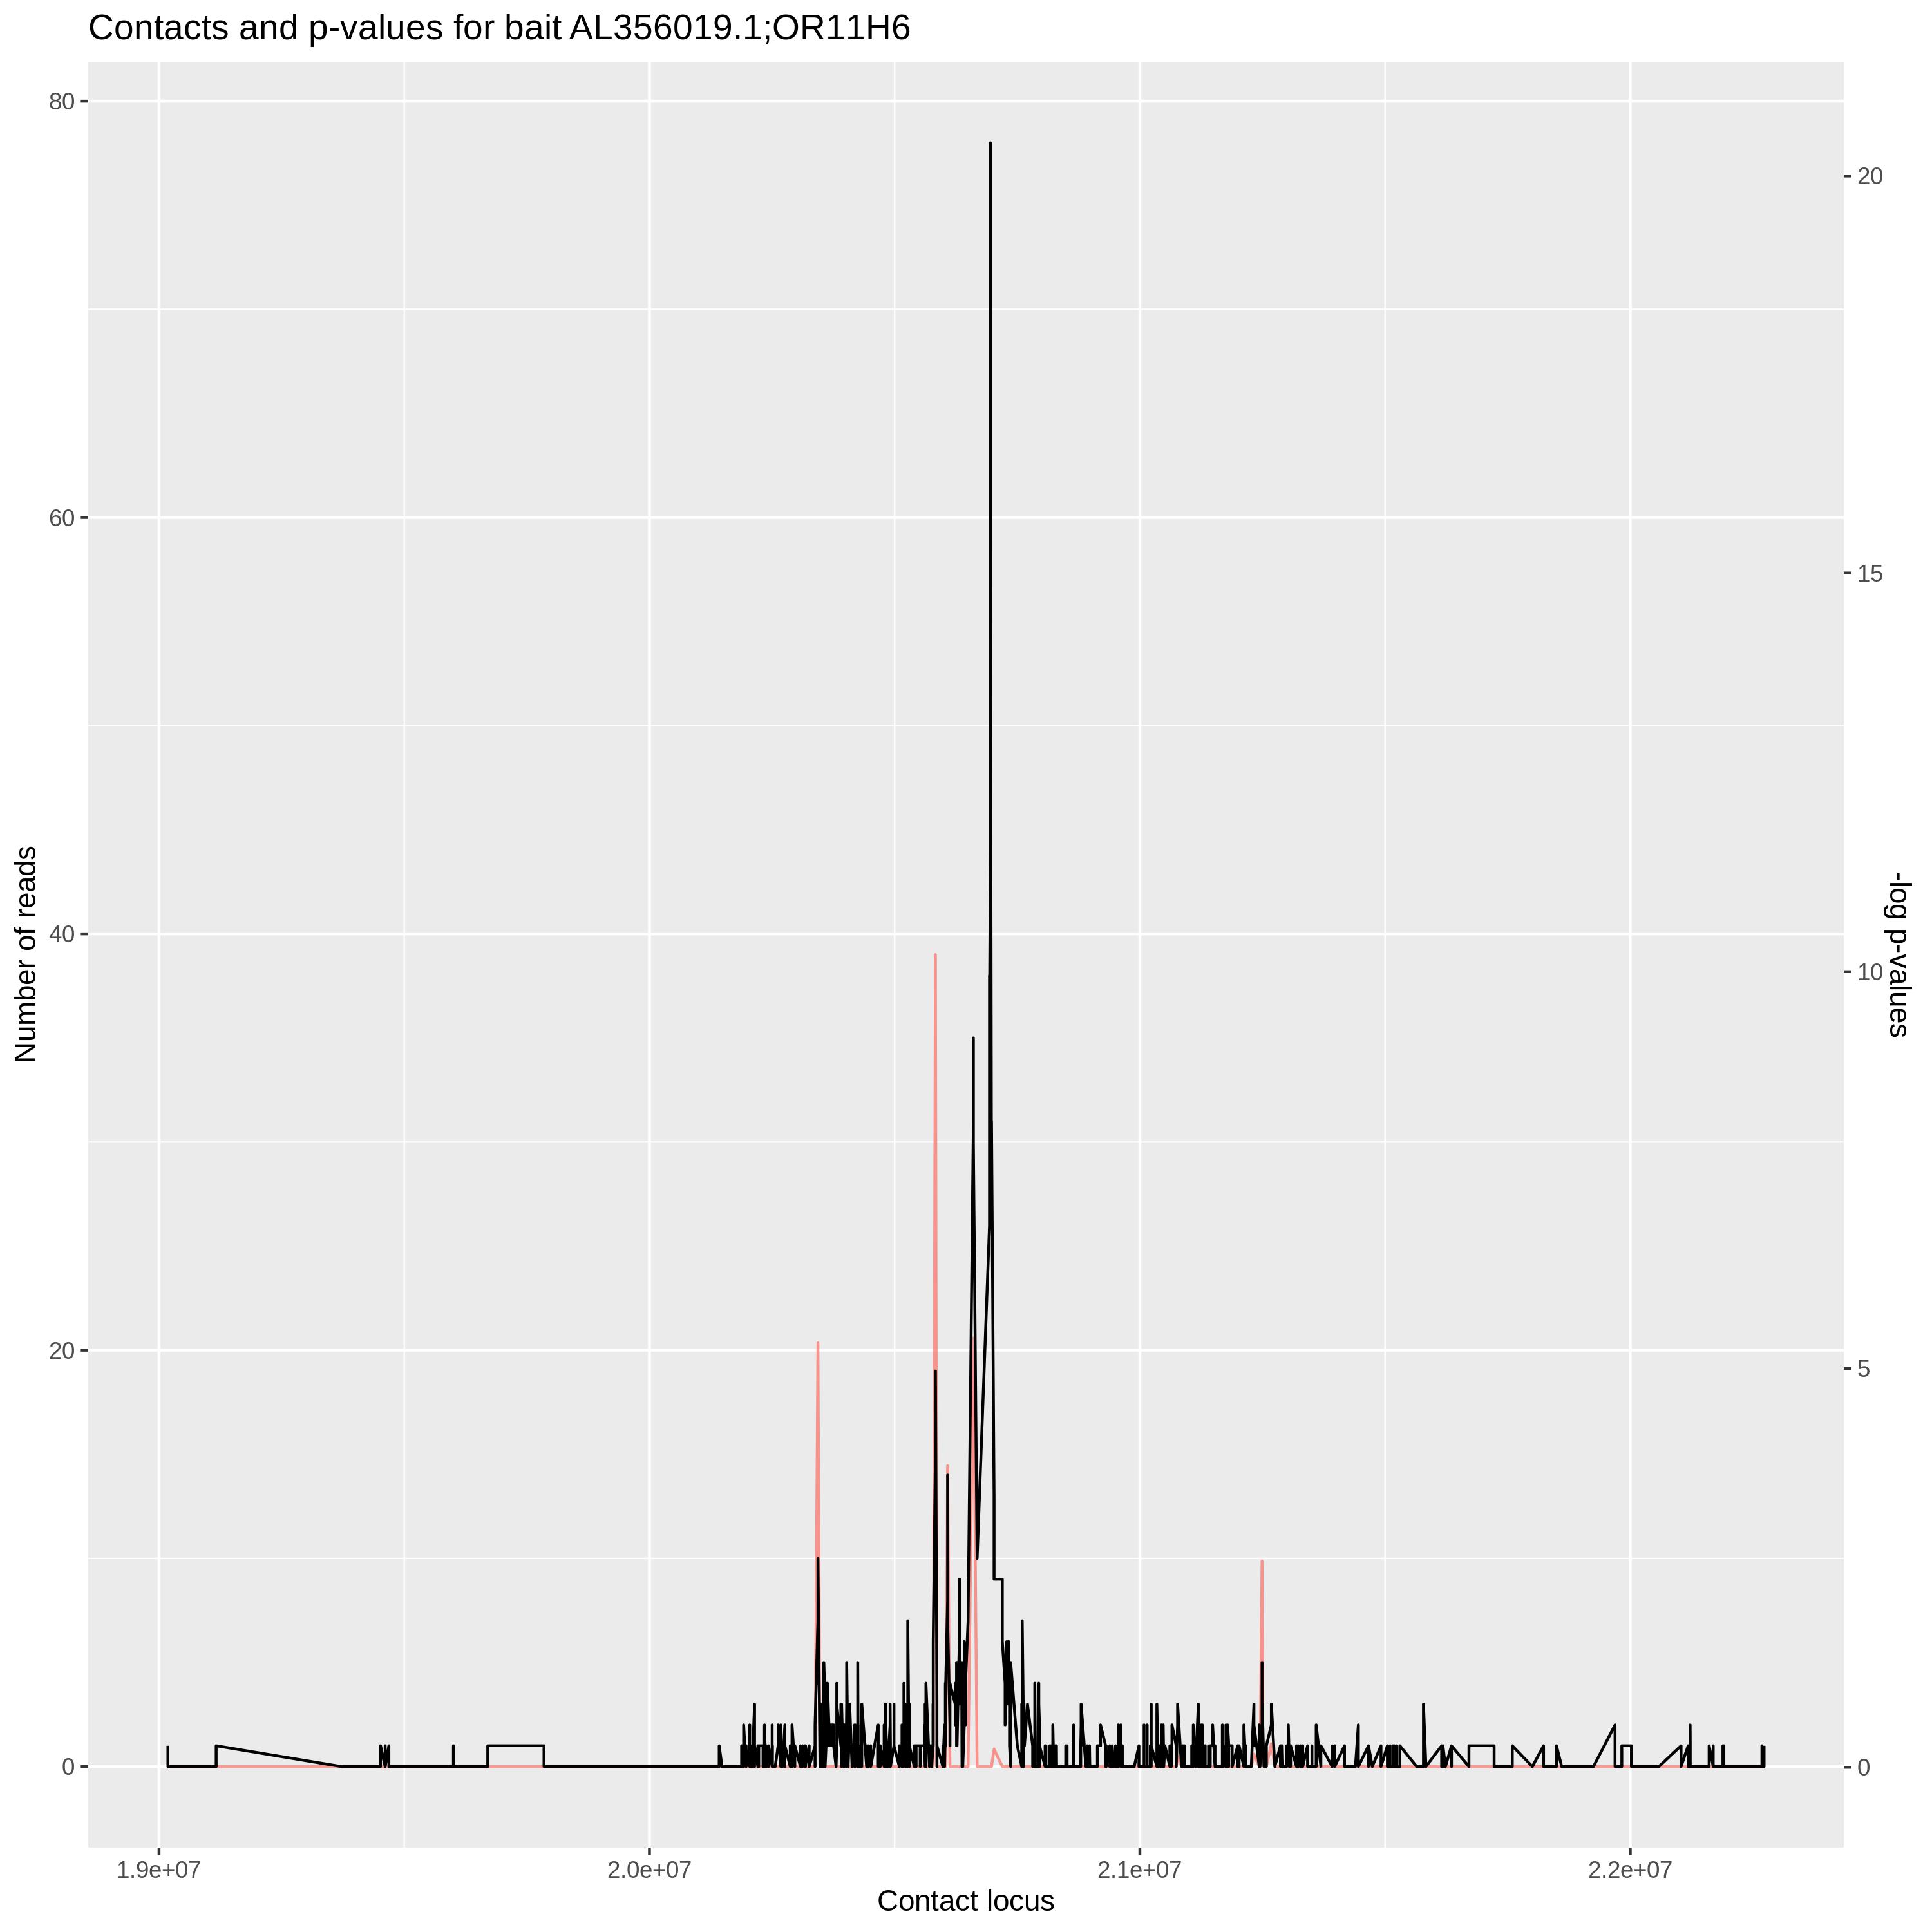 Contacts and p-values for bait AL356019.1;OR11H6
80
60
40
20
0
Number of reads
20
15
10
5
0
-log p-values
1.9e+07
2.0e+07
2.1e+07
2.2e+07
Contact locus